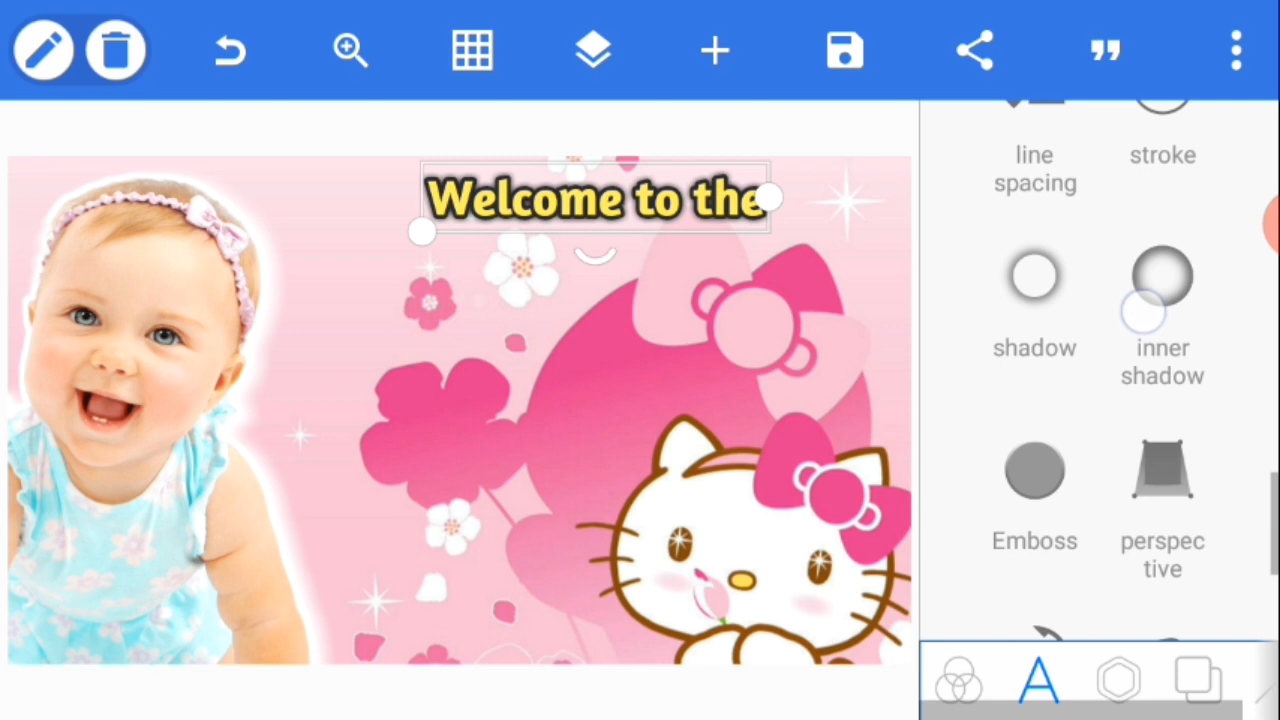 Welcome to the
line
spacing
stroke
shadow
inner
shadow
Emboss
perspec
tive